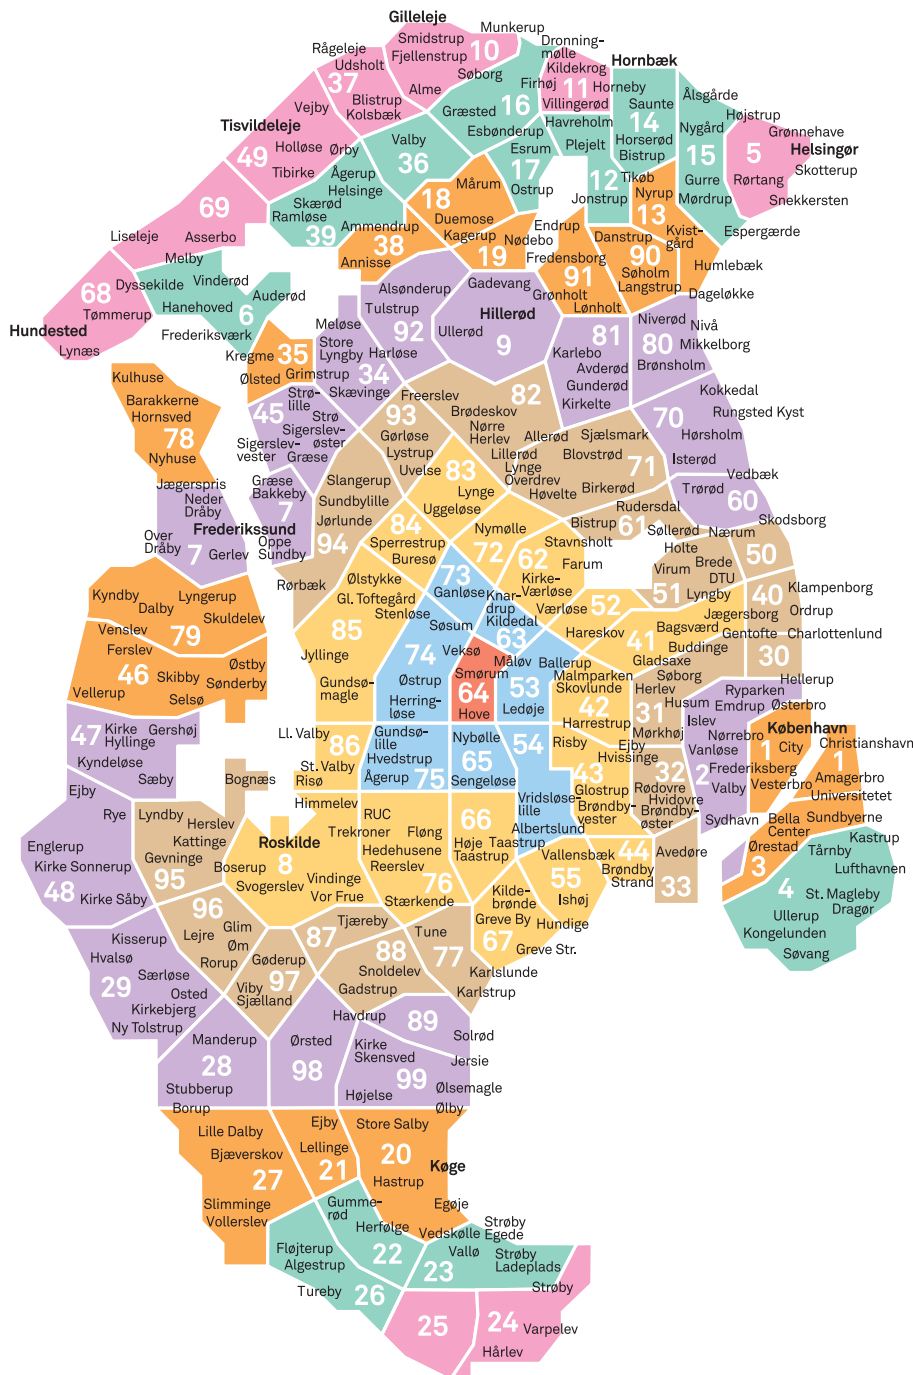 Gilleleje
Munkerup
Smidstrup
10
Fjellenstrup
Søborg
Alme
Rågeleje
Udsholt
37
Blistrup
Kolsbæk
Vejby
Dronning-
mølle
Kildekrog
Firhøj
11
Villingerød
Hornbæk
Horneby
Saunte
14
Horserød
Bistrup
Græsted
16
Esbønderup
Havreholm
Plejelt
Esrum
17
Ostrup
12
Jonstrup
Ålsgårde
Højstrup
Nygård
15
Gurre
Mørdrup
Grønnehave
5
Helsingør
Skotterup
Rørtang
Snekkersten
Espergærde
Tisvildeleje
49
Holløse
Ørby
Tibirke
Valby
36
Ågerup
Helsinge
Skærød
Ramløse
39
Mårum
18
Duemose
Kagerup
Nødebo
19
Ammendrup
38
Annisse
Tikøb
Nyrup
13
Kvist-
gård
Danstrup
90
Søholm
Langstrup
Humlebæk
Dageløkke
Endrup
Fredensborg
91
Grønholt
Lønholt
69
Liseleje
Asserbo
Melby
68
Dyssekilde
Tømmerup
Hundested
Lynæs
Vinderød
Auderød
Hanehoved
6
Frederiksværk
Kregme
35
Ølsted
Grimstrup
Alsønderup
Tulstrup
92
Harløse
Gadevang
Hillerød
Ullerød
9
Meløse
Store
Lyngby
34
Skævinge
81
Karlebo
Avderød
Gunderød
Kirkelte
Niverød
Nivå
80
Mikkelborg
Brønsholm
Kokkedal
70
Rungsted Kyst
Hørsholm
Isterød
Vedbæk
Trørød
60
Skodsborg
Kulhuse
Barakkerne
Hornsved
78
Nyhuse
Jægerspris
Neder
Dråby
Frederikssund
Over
Dråby
7
Gerlev
Strø-
lille
45
Strø
Sigerslev-
øster
Sigerslev-
vester
Græse
Græse
Bakkeby
7
Oppe
Sundby
Freerslev
93
Gørløse
Lystrup
Uvelse
82
Brødeskov
Nørre
Herlev
Allerød
Lillerød
Lynge
Overdrev
Høvelte
Sjælsmark
Blovstrød
71
Birkerød
Slangerup
Sundbylille
Jørlunde
94
Rørbæk
83
Lynge
Uggeløse
84
Sperrestrup
Buresø
Nymølle
72
Bistrup
61
Rudersdal
Søllerød
Nærum
Holte
50
Virum
Brede
DTU
51
Lyngby
Stavnsholt
62
Farum
Kirke-
Værløse
Værløse
52
Hareskov
73
Ganløse
Knar-
drup
Kildedal
63
Ølstykke
Gl. Toftegård
Stenløse
85
Jyllinge
Gundsø-
magle
Søsum
74
Østrup
Herring-
løse
Veksø
Smørum
64
Hove
Måløv
53
Ledøje
Ballerup
Malmparken
Skovlunde
42
Harrestrup
41
Bagsværd
Buddinge
Gladsaxe
Søborg
Herlev
31
Mørkhøj
Jægersborg
Gentofte
40
Klampenborg
Ordrup
Charlottenlund
30
Hellerup
Kyndby
Lyngerup
Dalby
Skuldelev
79
Venslev
Ferslev
46
Skibby
Vellerup
Selsø
Østby
Sønderby
47
Kirke
Hyllinge
Gershøj
Kyndeløse
Sæby
Ejby
Rye
Englerup
Kirke Sonnerup
48
Kirke Såby
Ll. Valby
86
St. Valby
Risø
Himmelev
Bognæs
Gundsø-
lille
Hvedstrup
Ågerup
75
Nybølle
65
Sengeløse
54
Vridsløse-
lille
Albertslund
Risby
43
Glostrup
Brøndby-
vester
Ejby
Hvissinge
32
Rødovre
Hvidovre
Brøndby-
øster
Husum
Islev
Ryparken
Emdrup
Østerbro
Nørrebro
Vanløse
2
Frederiksberg
Valby
Vesterbro
Sydhavn
København
1
City
Christianshavn
1
Amagerbro
Universitetet
Sundbyerne
Bella
Center
Ørestad
3
Kastrup
Tårnby
Lufthavnen
4
St. Magleby
Dragør
Ullerup
Kongelunden
Søvang
Lyndby
Herslev
Kattinge
Gevninge
95
Boserup
Roskilde
8
Svogerslev
Vindinge
Vor Frue
RUC
Trekroner
Fløng
Hedehusene
Reerslev
76
Stærkende
66
Høje
Taastrup
Taastrup
Vallensbæk
55
Ishøj
Hundige
44
Brøndby
Strand
Avedøre
33
Kilde-
brønde
Greve By
67
Greve Str.
96
Glim
Lejre
Øm
Rorup
Gøderup
97
Viby
Sjælland
Tjæreby
87
88
Snoldelev
Gadstrup
Tune
77
Karlslunde
Karlstrup
Kisserup
Hvalsø
Særløse
29
Osted
Kirkebjerg
Ny Tolstrup
Manderup
28
Stubberup
Borup
Ørsted
98
Havdrup
89
Solrød
Jersie
Kirke
Skensved
99
Højelse
Ølsemagle
Ølby
Lille Dalby
Bjæverskov
27
Slimminge
Vollerslev
Ejby
Lellinge
21
Store Salby
20
Køge
Hastrup
Egøje
Gumme-
rød
Herfølge
22
Vedskølle
Strøby
Egede
Vallø
23
Strøby
Ladeplads
Strøby
Fløjterup
Algestrup
Tureby
26
25
24
Varpelev
Hårlev